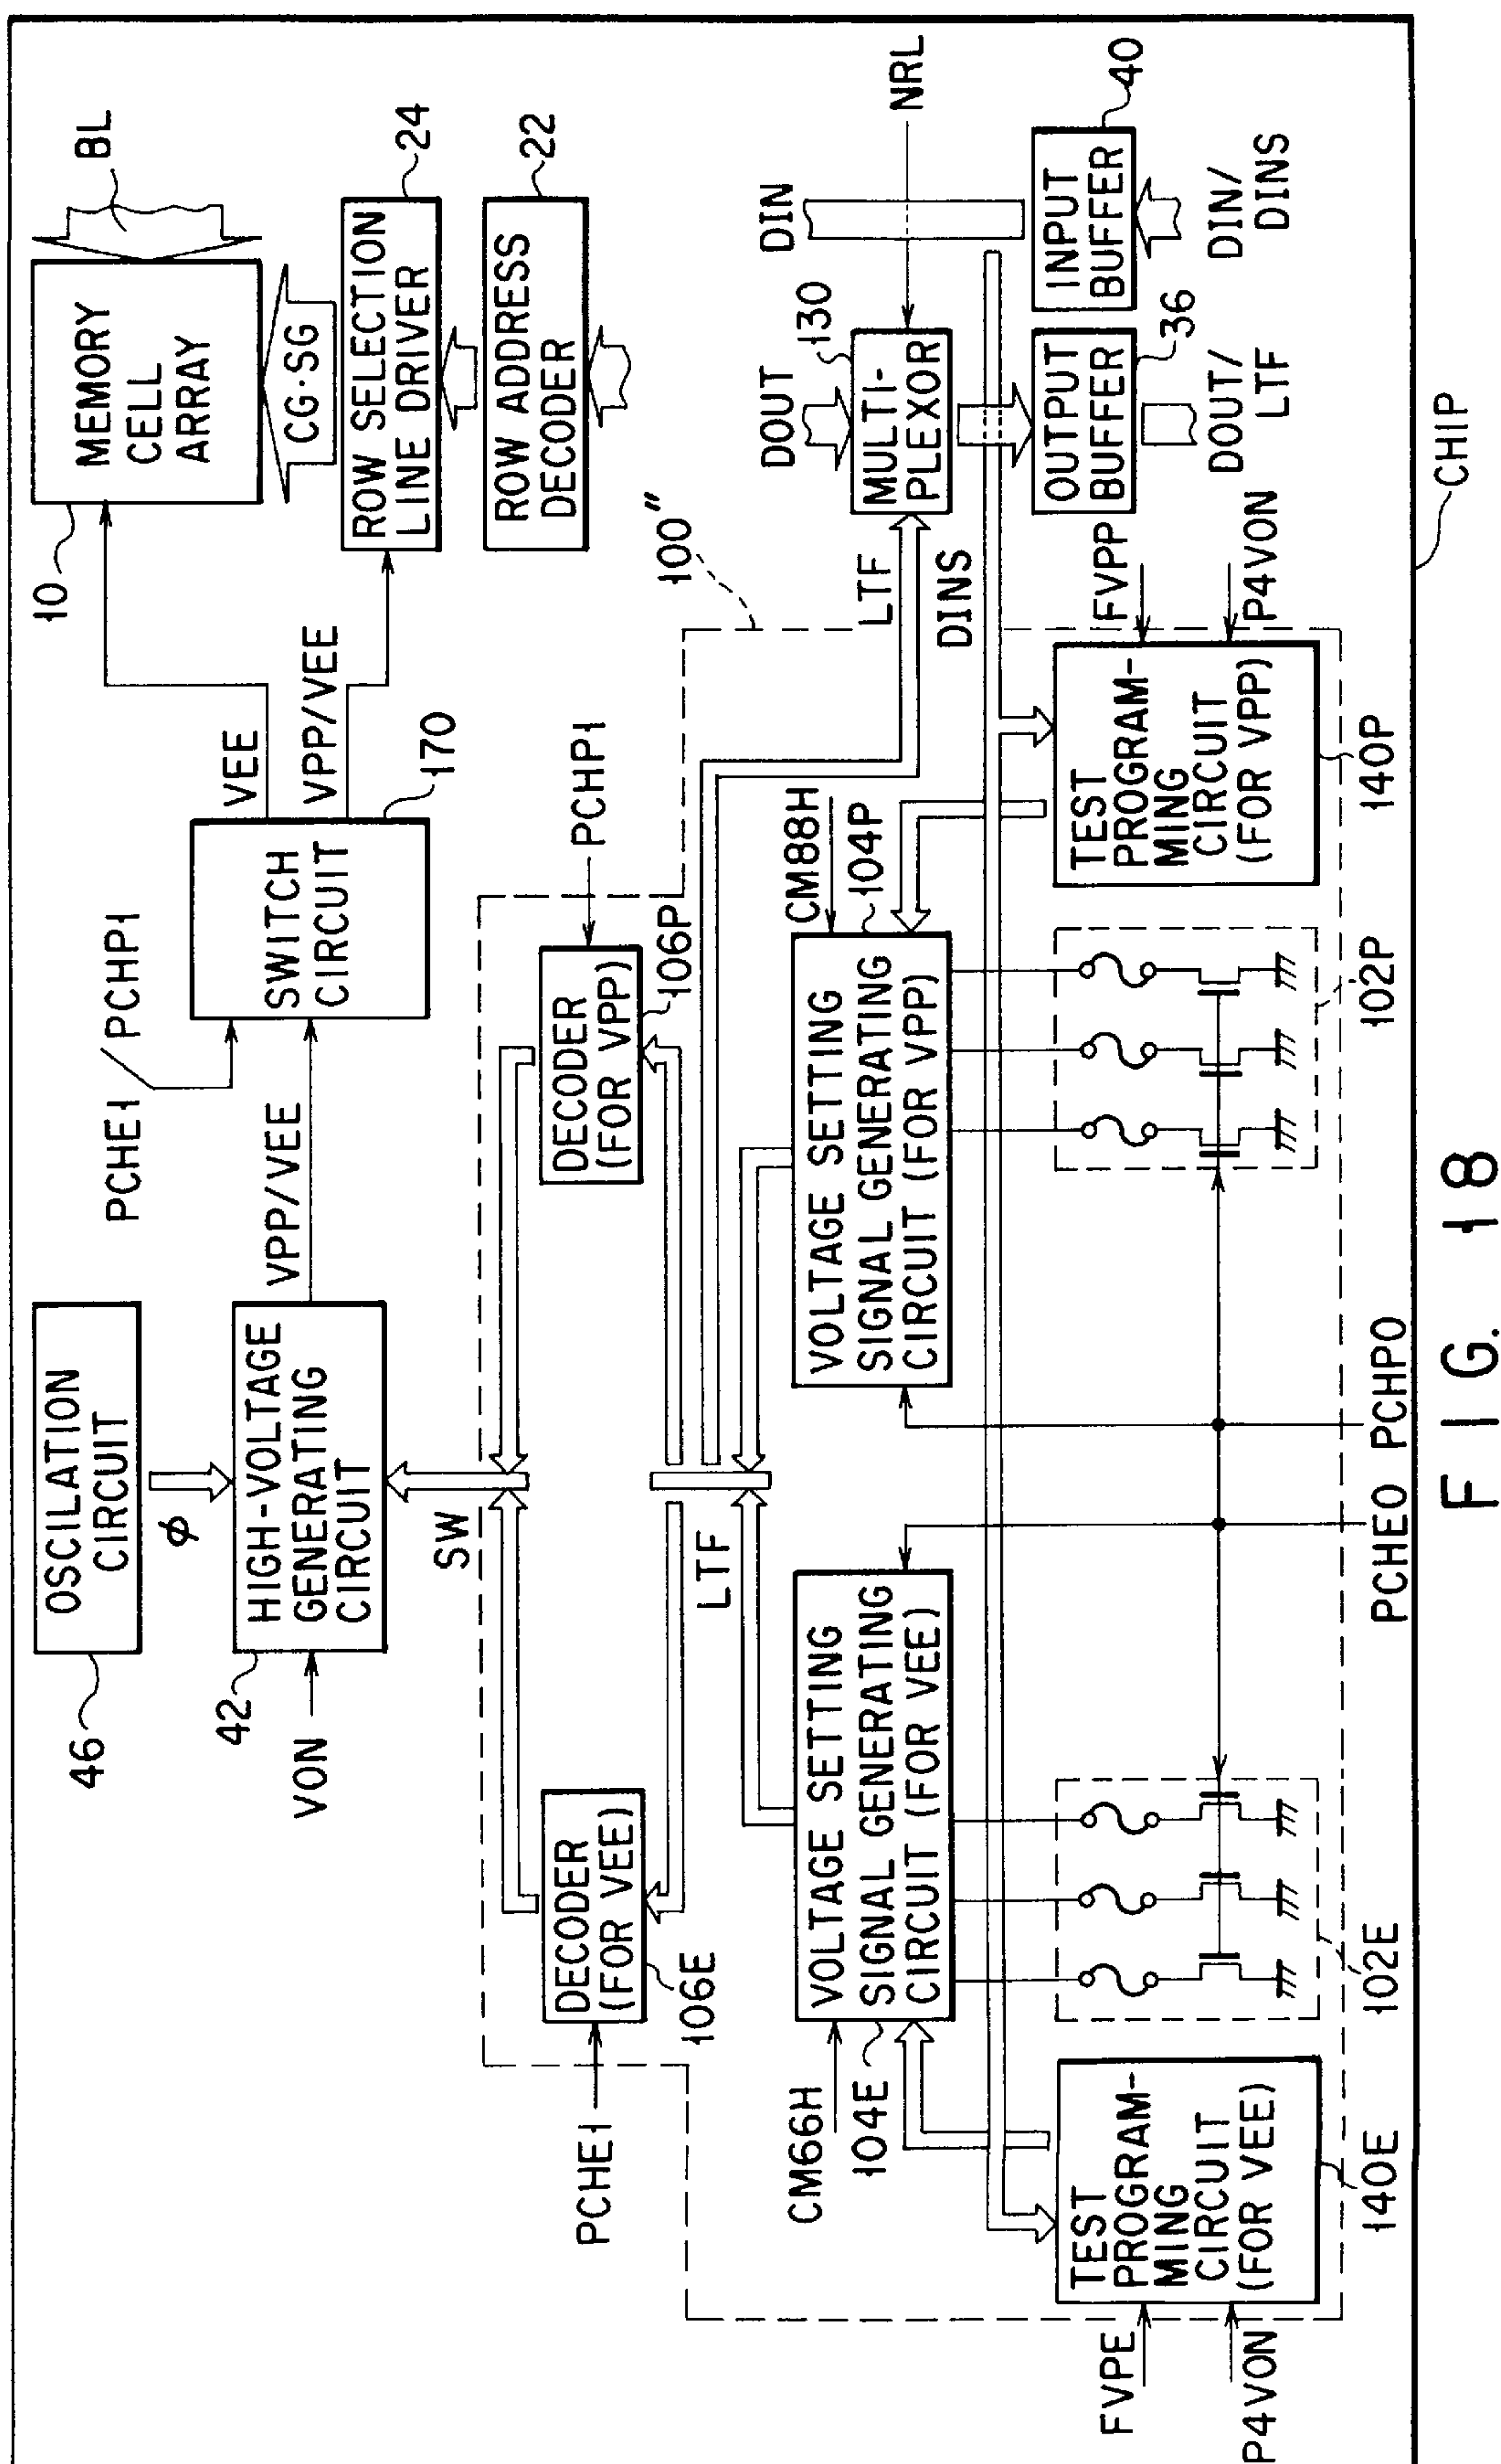 46
OSCILATION
CIRCUIT
φ
42
HIGH-VOLTAGE
GENERATING
CIRCUIT
VON
VPP/VEE
PCHE1
PCHP1
SWITCH
CIRCUIT
170
VEE
VPP/VEE
10
MEMORY
CELL
ARRAY
BL
CG·SG
ROW SELECTION
LINE DRIVER
24
ROW ADDRESS
DECODER
22
SW
100"
PCHE1
DECODER
(FOR VEE)
106E
DECODER
(FOR VPP)
106P
PCHP1
LTF
LTF
DINS
DOUT
130
MULTI-
PLEXOR
DIN
NRL
CM66H
104E
VOLTAGE SETTING
SIGNAL GENERATING
CIRCUIT (FOR VEE)
VOLTAGE SETTING
SIGNAL GENERATING
CIRCUIT (FOR VPP)
CM88H
104P
OUTPUT
BUFFER
36
INPUT
BUFFER
40
DOUT/
LTF
DIN/
DINS
FVPE
P4VON
TEST
PROGRAM-
MING
CIRCUIT
(FOR VEE)
140E
102E
102P
TEST
PROGRAM-
MING
CIRCUIT
(FOR VPP)
140P
FVPP
P4VON
PCHE0 PCHP0
CHIP
FIG. 18